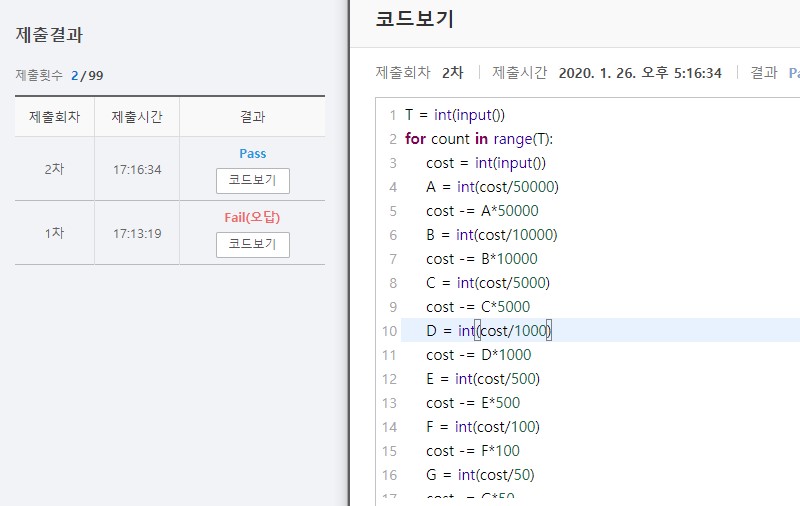 제출결과
제출횟수 2/99
제출회차 제출시간 결과
2차 17:16:34 Pass
코드보기
1차 17:13:19 Fail(오답)
코드보기
코드보기
제출회차 2차 제출시간 2020. 1. 26. 오후 5:16:34 결과
1 T = int(input())
2 for count in range(T):
3 cost = int(input())
4 A = int(cost/50000)
5 cost -= A*50000
6 B = int(cost/10000)
7 cost -= B*10000
8 C = int(cost/5000)
9 cost -= C*5000
10 D = int(cost/1000)
11 cost -= D*1000
12 E = int(cost/500)
13 cost -= E*500
14 F = int(cost/100)
15 cost -= F*100
16 G = int(cost/50)
17 cost -= G*50